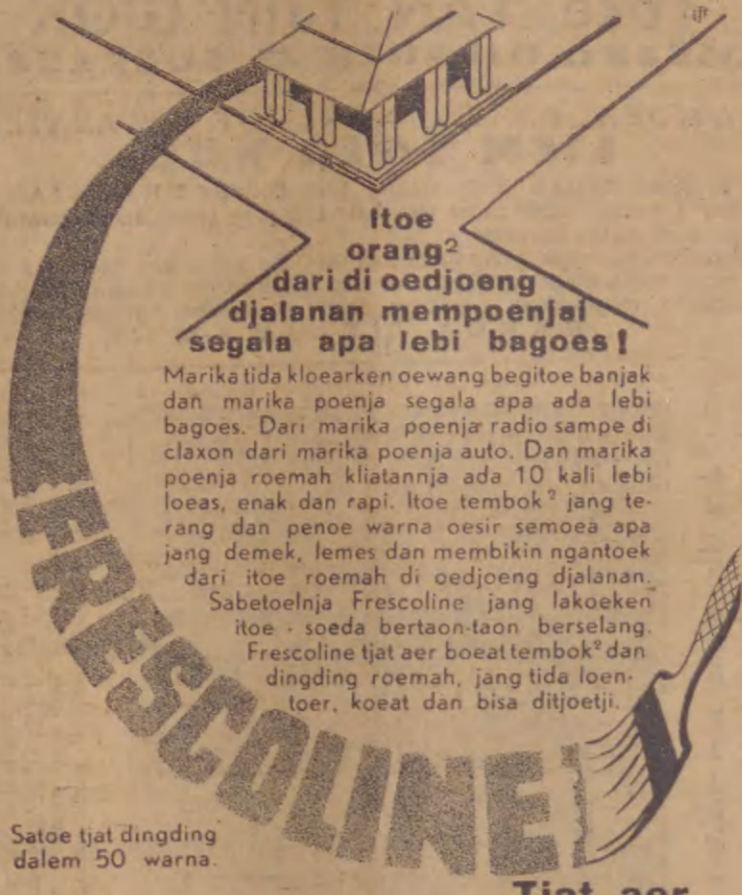 Itoe
orang²
dari di oedjoeng
djalanan mempoenjai
segala apa lebi bagoes!
Marika tida kloearken oewang begitoe banjak
dan marika poenja segala apa ada lebi
bagoes. Dari marika poenja radio sampe di
claxon dari marika poenja auto. Dan marika
poenja roemah kliatannja ada 10 kali lebi
loeas, enak dan rapi. Itoe tembok² jang te-
rang dan penoe warna oesir semoea apa
jang demek, lemes dan membikin ngantoek
dari itoe roemah di oedjoeng djalanan.
Sabetoelnja Frescoline jang lakoeken
itoe - soeda bertaon-taon berselang.
Frescoline tjat aer boeat tembok² dan
dingding roemah, jang tida loen-
toer, koeat dan bisa ditjoetji.
FRESCOLINE
Satoe tjat dingding
dalem 50 warna.
Tjat aer